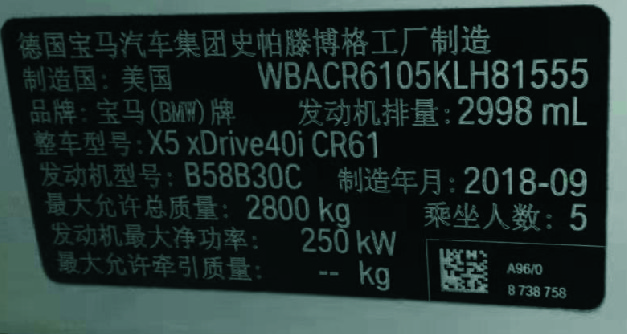 德国宝马汽车集团史帕滕博格工厂制造
制造国: 美国 WBACR6105KLH81555
品牌: 宝马(BMW)牌 发动机排量: 2998 mL
整车型号: X5 xDrive40i CR61
发动机型号: B58B30C 制造年月: 2018-09
最大允许总质量: 2800 kg 乘坐人数: 5
发动机最大净功率: 250 kW
最大允许牵引质量: -- kg
A96/0
8 738 758